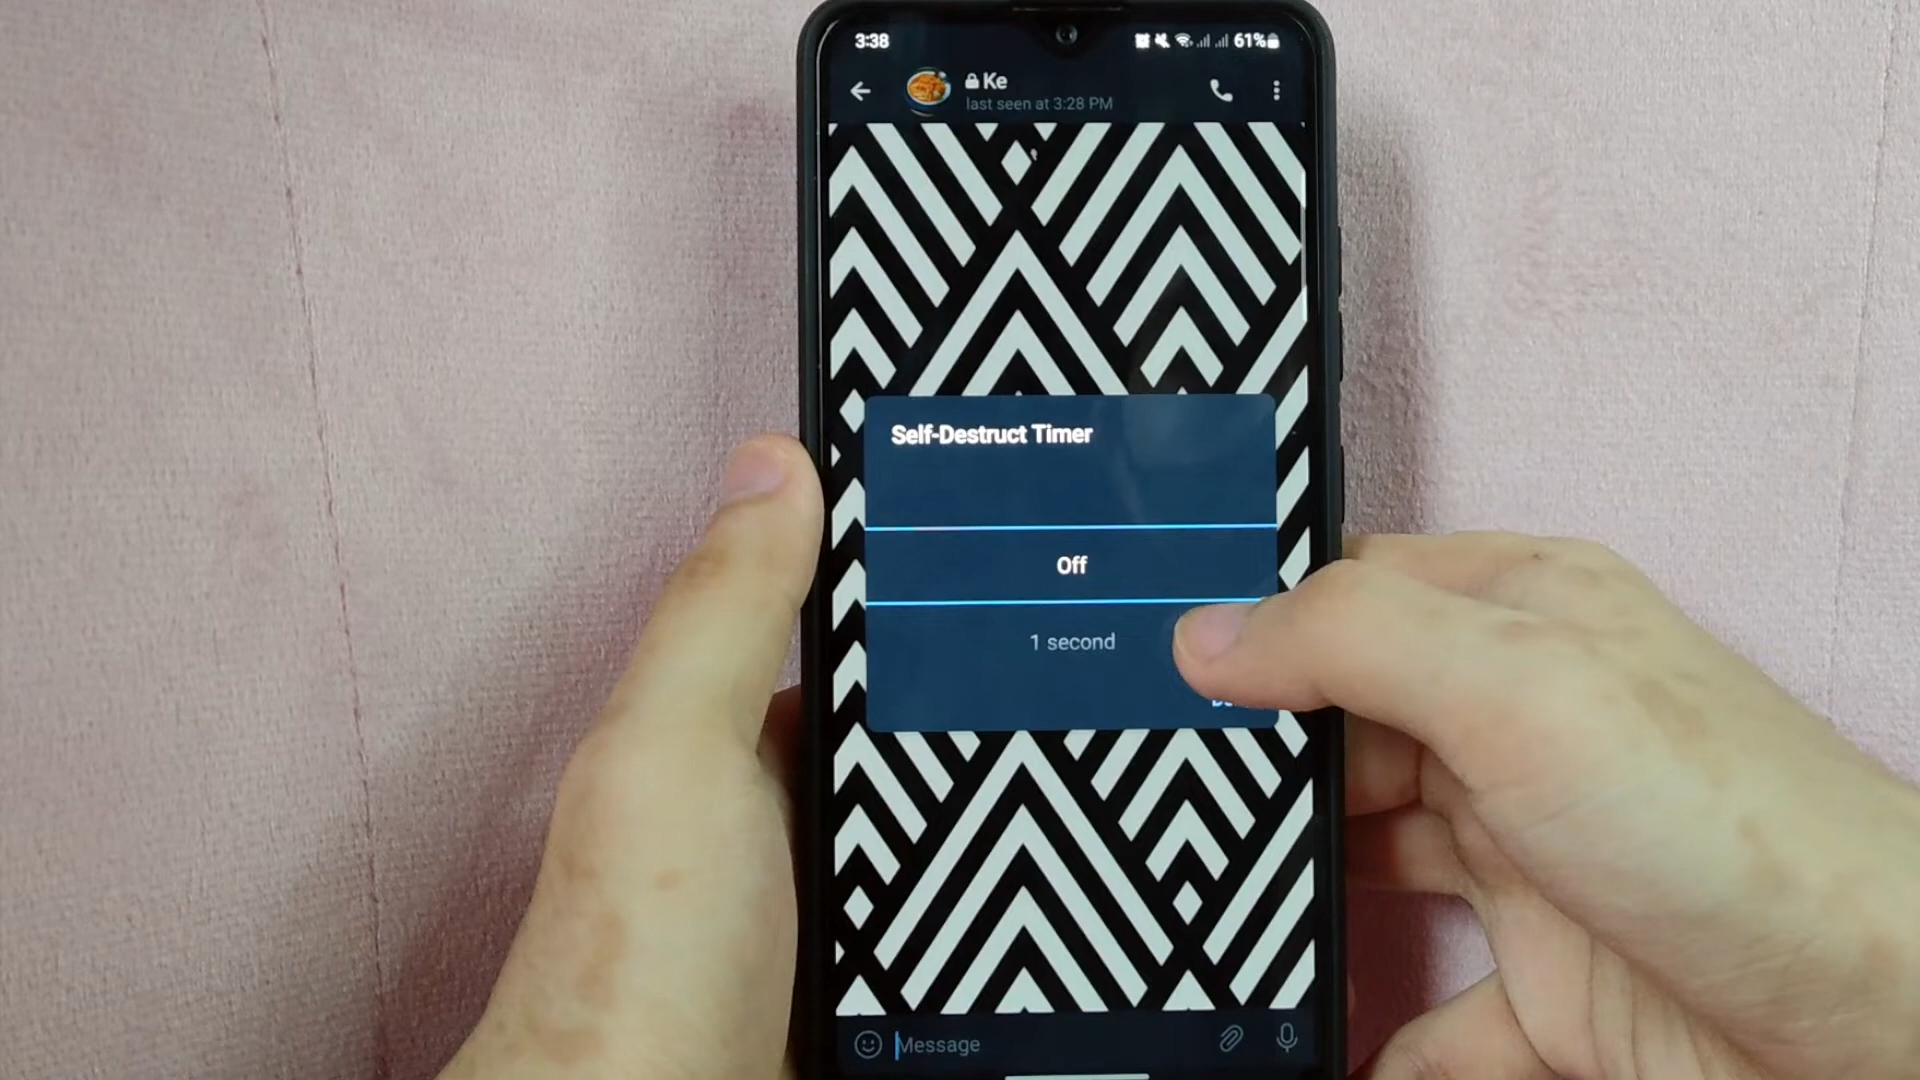 3:38
61%
Ke
last seen at 3:28 PM
Self-Destruct Timer
Off
1 second
Message